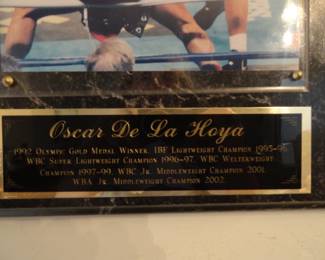 Oscar De La Hoya
1992 Olympic Gold Medal Winner, IBF Lightweight Champion 1995-96
WBC Super Lightweight Champion 1996-97, WBC Welterweight
Champion 1997-99, WBC Jr. Middleweight Champion 2001,
WBA Jr. Middleweight Champion 2002